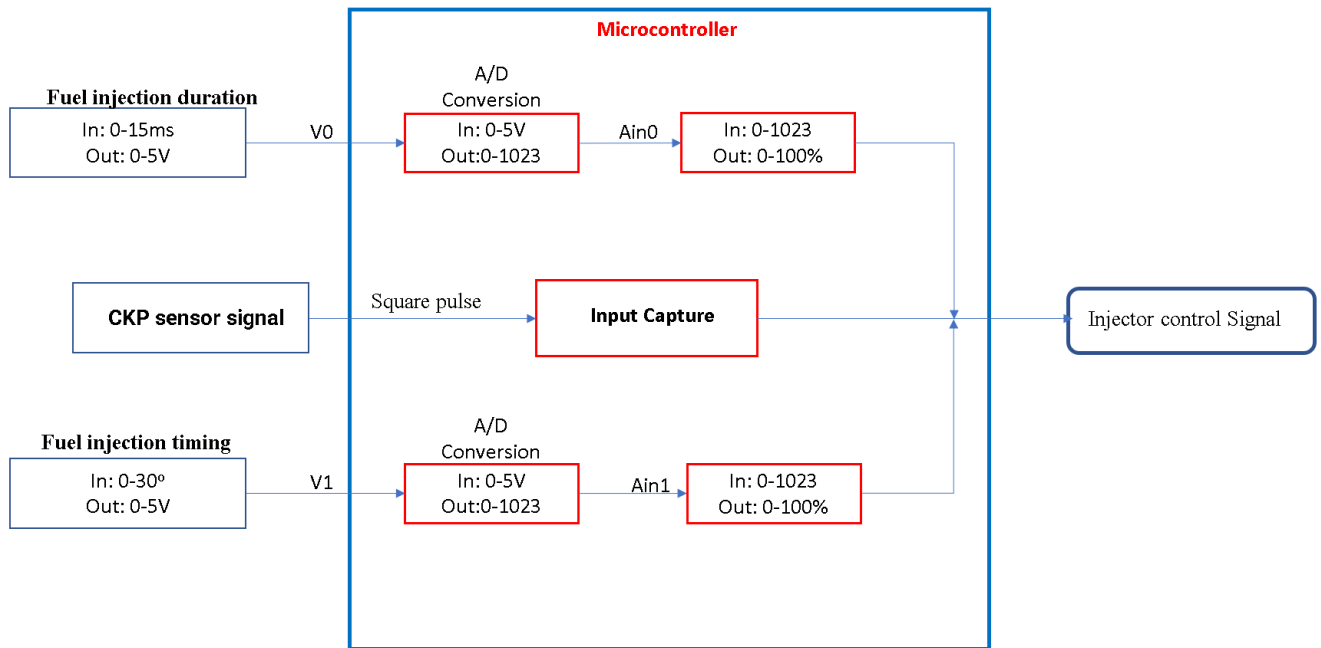 Microcontroller
Fuel injection duration
In: 0-15ms
Out: 0-5V
V0
A/D
Conversion
In: 0-5V
Out:0-1023
Ain0
In: 0-1023
Out: 0-100%
CKP sensor signal
Square pulse
Input Capture
Injector control Signal
Fuel injection timing
In: 0-30º
Out: 0-5V
V1
A/D
Conversion
In: 0-5V
Out:0-1023
Ain1
In: 0-1023
Out: 0-100%